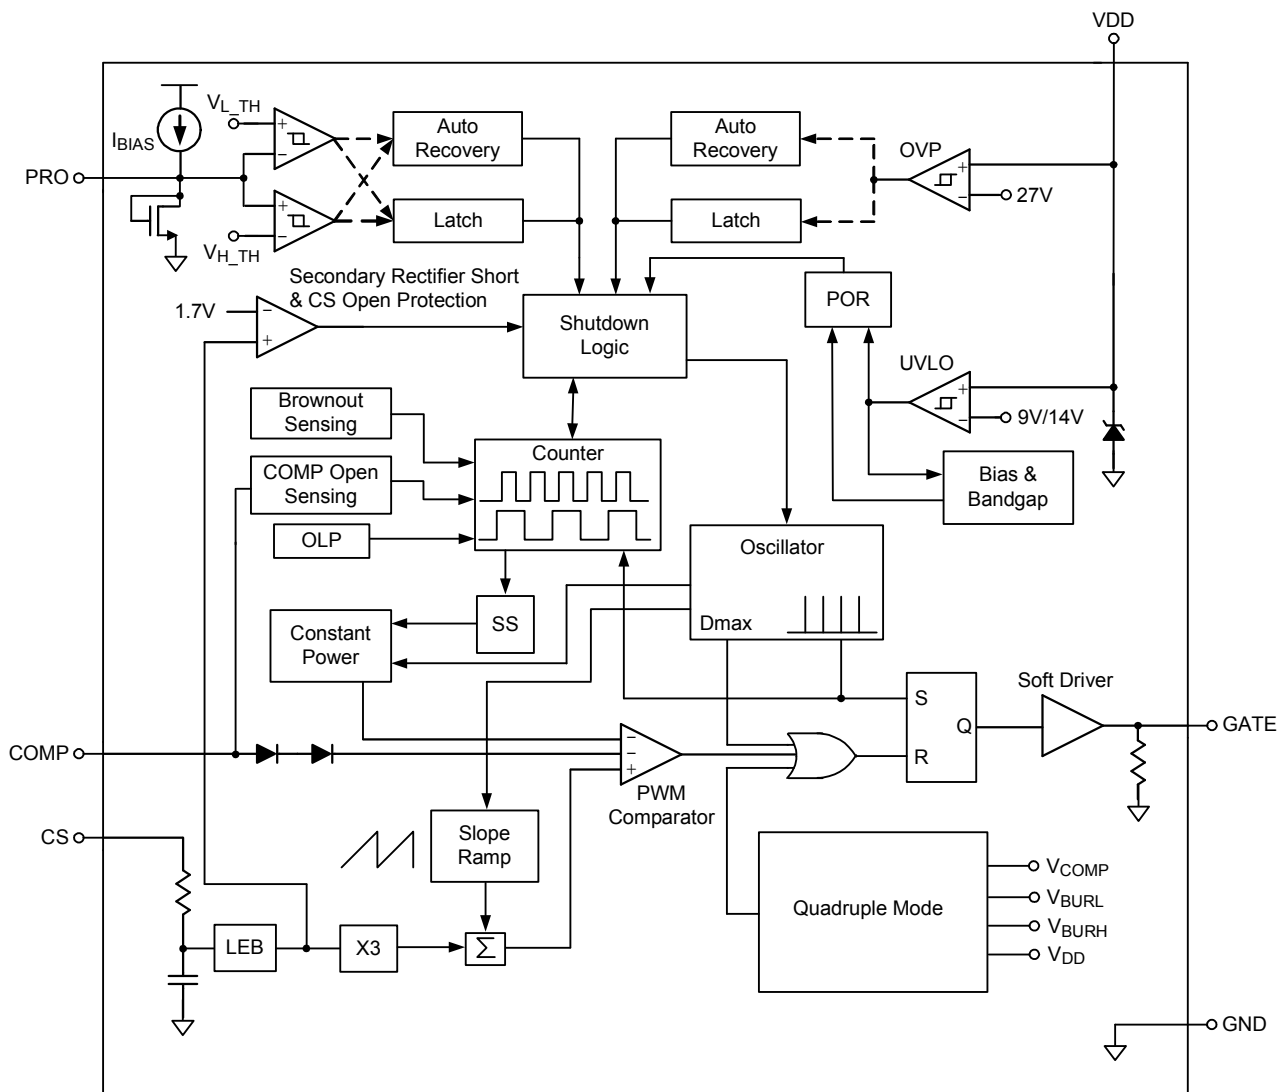 VDD
VL_TH
IBIAS
PRO
VH_TH
+
−
+
−
Auto
Recovery
Latch
Auto
Recovery
Latch
OVP
+
−
27V
Secondary Rectifier Short
& CS Open Protection
1.7V
−
+
Shutdown
Logic
POR
UVLO
+
−
9V/14V
Bias &
Bandgap
Brownout
Sensing
COMP Open
Sensing
OLP
Counter
Oscillator
Dmax
SS
Constant
Power
COMP
−
−
+
PWM
Comparator
S
R
Q
Soft Driver
GATE
CS
Slope
Ramp
LEB
X3
Σ
Quadruple Mode
VCOMP
VBURL
VBURH
VDD
GND